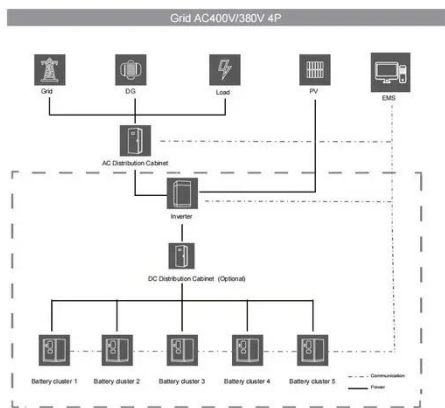 Grid AC400V/380V 4P
Grid
DG
Load
PV
EMS
AC Distribution Cabinet
Inverter
DC Distribution Cabinet (Optional)
Battery cluster 1
Battery cluster 2
Battery cluster 3
Battery cluster 4
Battery cluster 5
Communication
Power